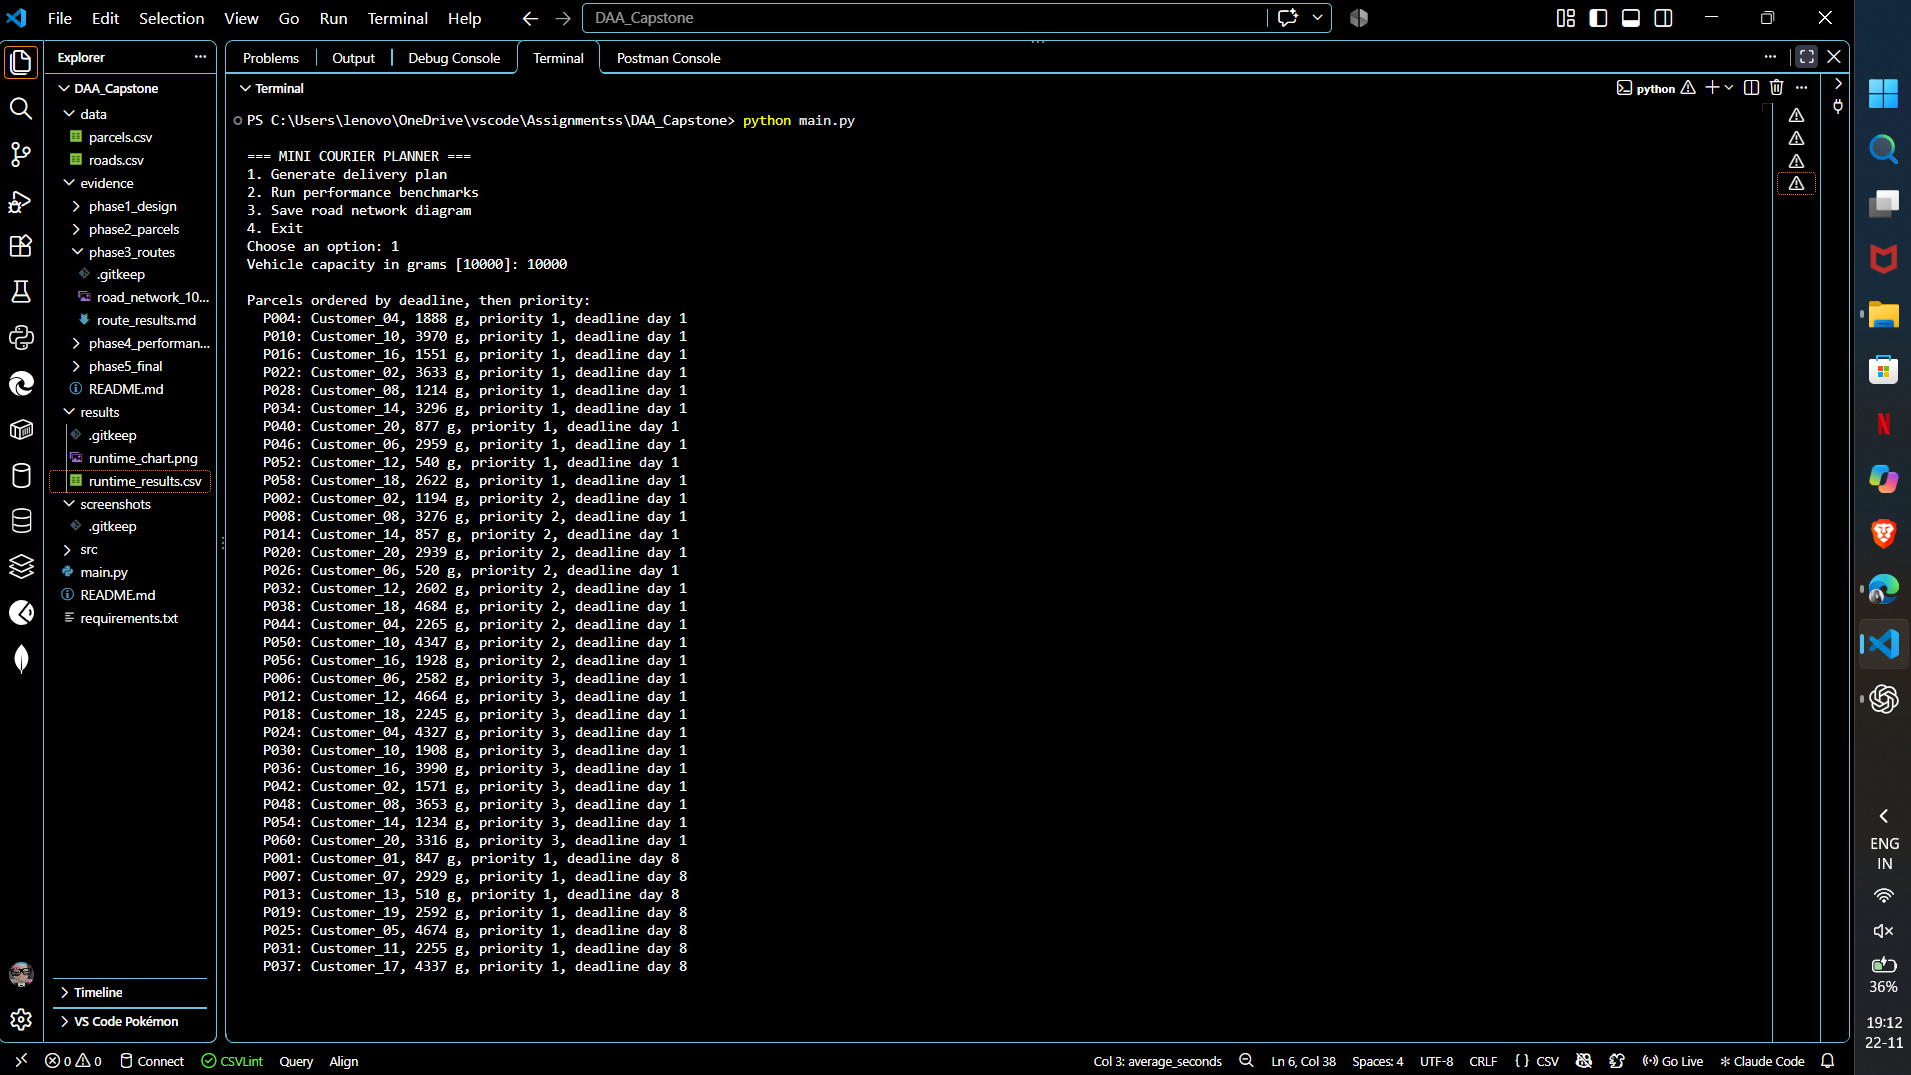 File Edit Selection View Go Run Terminal Help
DAA_Capstone
Explorer
DAA_Capstone
data
parcels.csv
roads.csv
evidence
phase1_design
phase2_parcels
phase3_routes
.gitkeep
road_network_10...
route_results.md
phase4_performan...
phase5_final
README.md
results
.gitkeep
runtime_chart.png
runtime_results.csv
screenshots
.gitkeep
src
main.py
README.md
requirements.txt
Timeline
VS Code Pokémon
Problems Output Debug Console Terminal Postman Console
Terminal
python
PS C:\Users\lenovo\OneDrive\vscode\Assignmentss\DAA_Capstone> python main.py
=== MINI COURIER PLANNER ===
1. Generate delivery plan
2. Run performance benchmarks
3. Save road network diagram
4. Exit
Choose an option: 1
Vehicle capacity in grams [10000]: 10000
Parcels ordered by deadline, then priority:
P004: Customer_04, 1888 g, priority 1, deadline day 1
P010: Customer_10, 3970 g, priority 1, deadline day 1
P016: Customer_16, 1551 g, priority 1, deadline day 1
P022: Customer_02, 3633 g, priority 1, deadline day 1
P028: Customer_08, 1214 g, priority 1, deadline day 1
P034: Customer_14, 3296 g, priority 1, deadline day 1
P040: Customer_20, 877 g, priority 1, deadline day 1
P046: Customer_06, 2959 g, priority 1, deadline day 1
P052: Customer_12, 540 g, priority 1, deadline day 1
P058: Customer_18, 2622 g, priority 1, deadline day 1
P002: Customer_02, 1194 g, priority 2, deadline day 1
P008: Customer_08, 3276 g, priority 2, deadline day 1
P014: Customer_14, 857 g, priority 2, deadline day 1
P020: Customer_20, 2939 g, priority 2, deadline day 1
P026: Customer_06, 520 g, priority 2, deadline day 1
P032: Customer_12, 2602 g, priority 2, deadline day 1
P038: Customer_18, 4684 g, priority 2, deadline day 1
P044: Customer_04, 2265 g, priority 2, deadline day 1
P050: Customer_10, 4347 g, priority 2, deadline day 1
P056: Customer_16, 1928 g, priority 2, deadline day 1
P006: Customer_06, 2582 g, priority 3, deadline day 1
P012: Customer_12, 4664 g, priority 3, deadline day 1
P018: Customer_18, 2245 g, priority 3, deadline day 1
P024: Customer_04, 4327 g, priority 3, deadline day 1
P030: Customer_10, 1908 g, priority 3, deadline day 1
P036: Customer_16, 3990 g, priority 3, deadline day 1
P042: Customer_02, 1571 g, priority 3, deadline day 1
P048: Customer_08, 3653 g, priority 3, deadline day 1
P054: Customer_14, 1234 g, priority 3, deadline day 1
P060: Customer_20, 3316 g, priority 3, deadline day 1
P001: Customer_01, 847 g, priority 1, deadline day 8
P007: Customer_07, 2929 g, priority 1, deadline day 8
P013: Customer_13, 510 g, priority 1, deadline day 8
P019: Customer_19, 2592 g, priority 1, deadline day 8
P025: Customer_05, 4674 g, priority 1, deadline day 8
P031: Customer_11, 2255 g, priority 1, deadline day 8
P037: Customer_17, 4337 g, priority 1, deadline day 8
0 0 Connect CSVLint Query Align
Col 3: average_seconds Ln 6, Col 38 Spaces: 4 UTF-8 CRLF {} CSV Go Live Claude Code
ENG
IN
36%
19:12
22-11